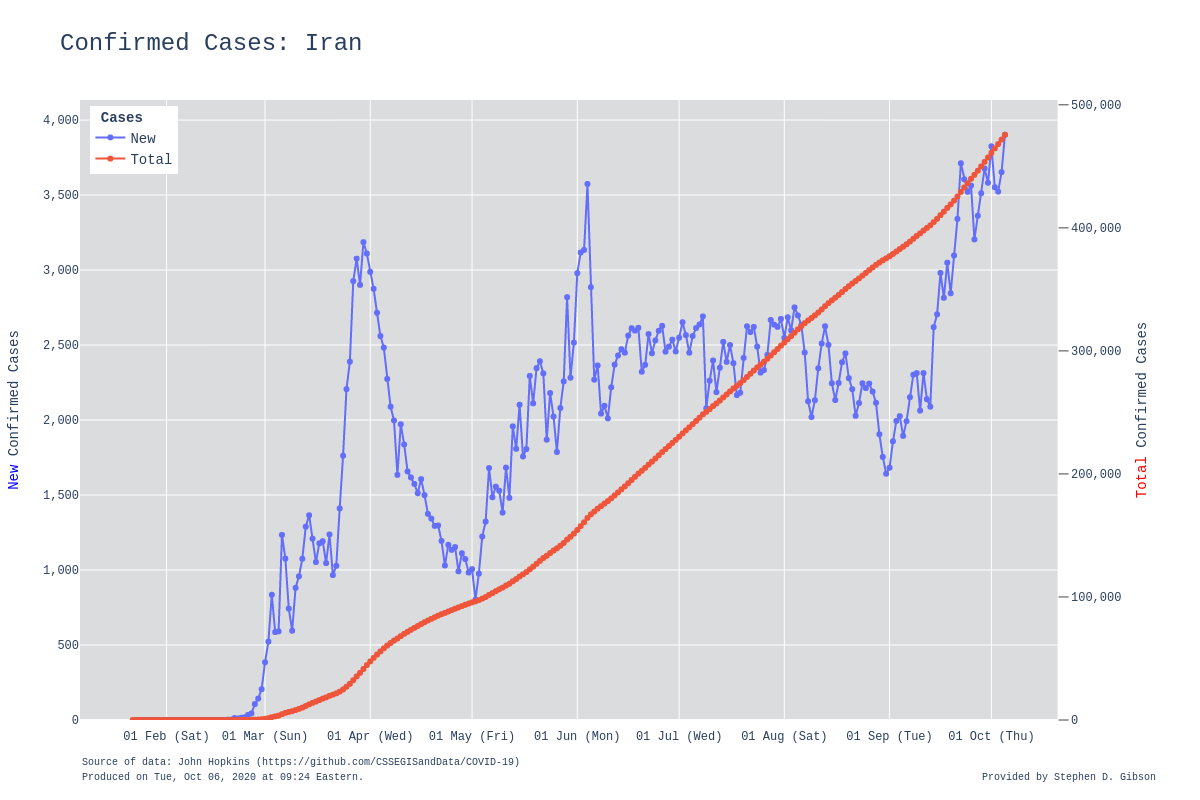 Confirmed Cases: Iran
Cases
New
Total
4,000
3,500
3,000
2,500
2,000
1,500
1,000
500
0
500,000
400,000
300,000
200,000
100,000
0
New Confirmed Cases
Total Confirmed Cases
01 Feb (Sat) 01 Mar (Sun) 01 Apr (Wed) 01 May (Fri) 01 Jun (Mon) 01 Jul (Wed) 01 Aug (Sat) 01 Sep (Tue) 01 Oct (Thu)
Source of data: John Hopkins (https://github.com/CSSEGISandData/COVID-19)
Produced on Tue, Oct 06, 2020 at 09:24 Eastern.
Provided by Stephen D. Gibson